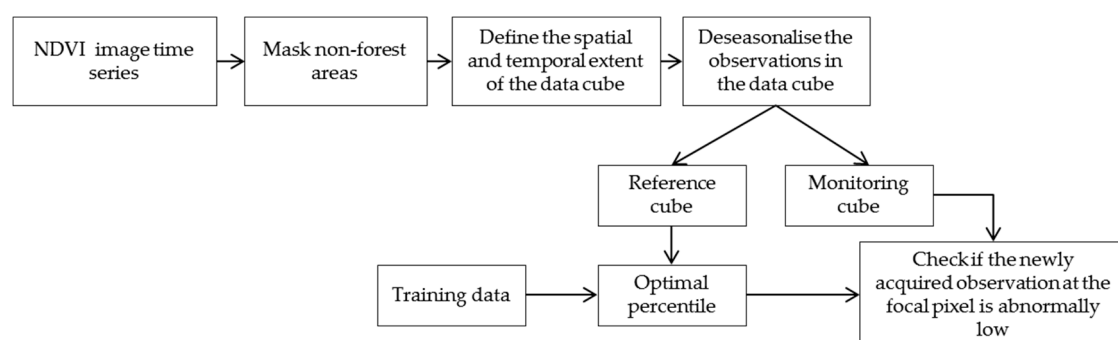 NDVI image time
series
Mask non-forest
areas
Define the spatial
and temporal extent
of the data cube
Deseasonalise the
observations in
the data cube
Reference
cube
Monitoring
cube
Training data
Optimal
percentile
Check if the newly
acquired observation at the
focal pixel is abnormally
low